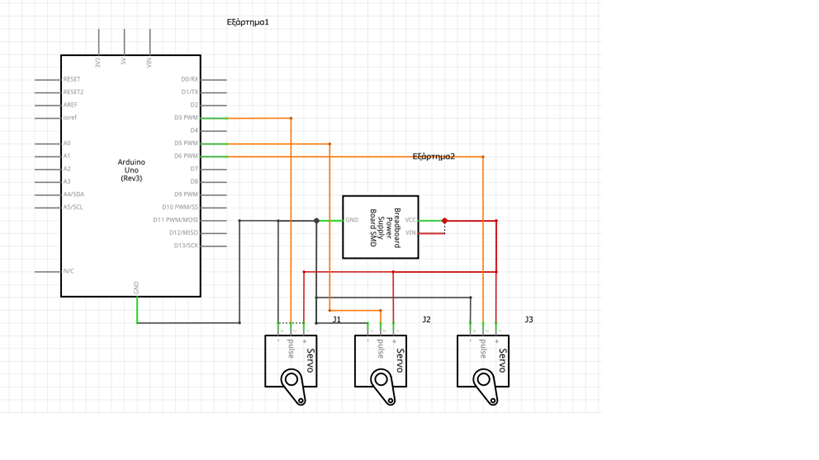 Εξάρτημα1
3V3
5V
VIN
RESET
RESET2
AREF
ioref
A0
A1
A2
A3
A4/SDA
A5/SCL
N/C
GND
D0/RX
D1/TX
D2
D3 PWM
D4
D5 PWM
D6 PWM
D7
D8
D9 PWM
D10 PWM/SS
D11 PWM/MOSI
D12/MISO
D13/SCK
Arduino
Uno
(Rev3)
Εξάρτημα2
GND
VCC
VIN
Breadboard
Power
Supply
Board SMD
J1
J2
J3
-
pulse
+
Servo
-
pulse
+
Servo
-
pulse
+
Servo